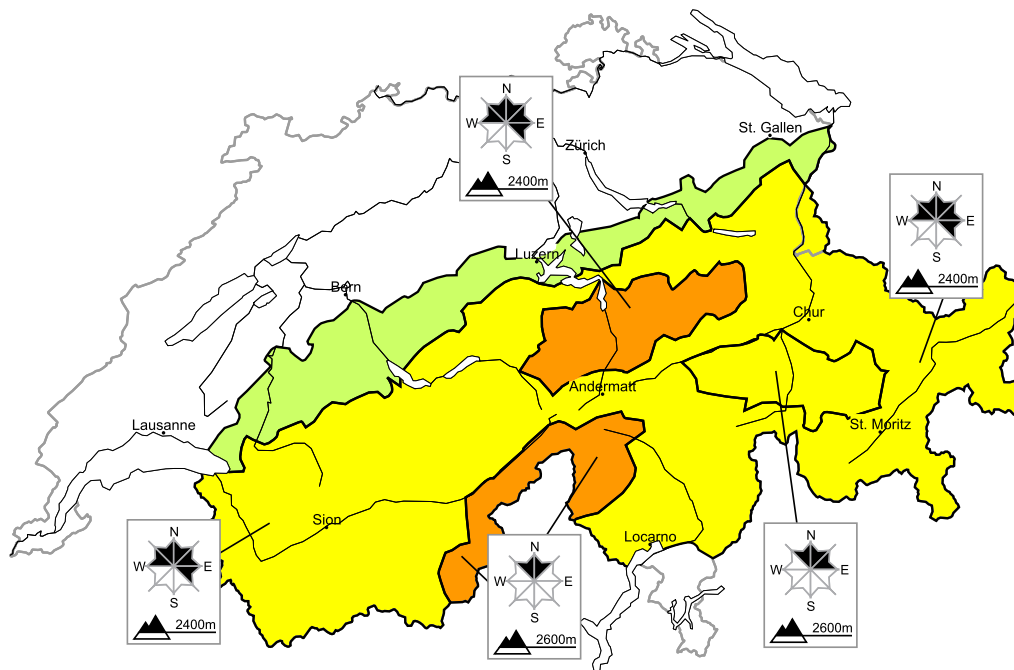 St. Gallen
N
W E
S
2400m
Zürich
N
W E
S
2400m
Luzern
Bern
Chur
Andermatt
Lausanne
St. Moritz
Sion
N
W E
S
2400m
Locarno
N
W E
S
2600m
N
W E
S
2600m